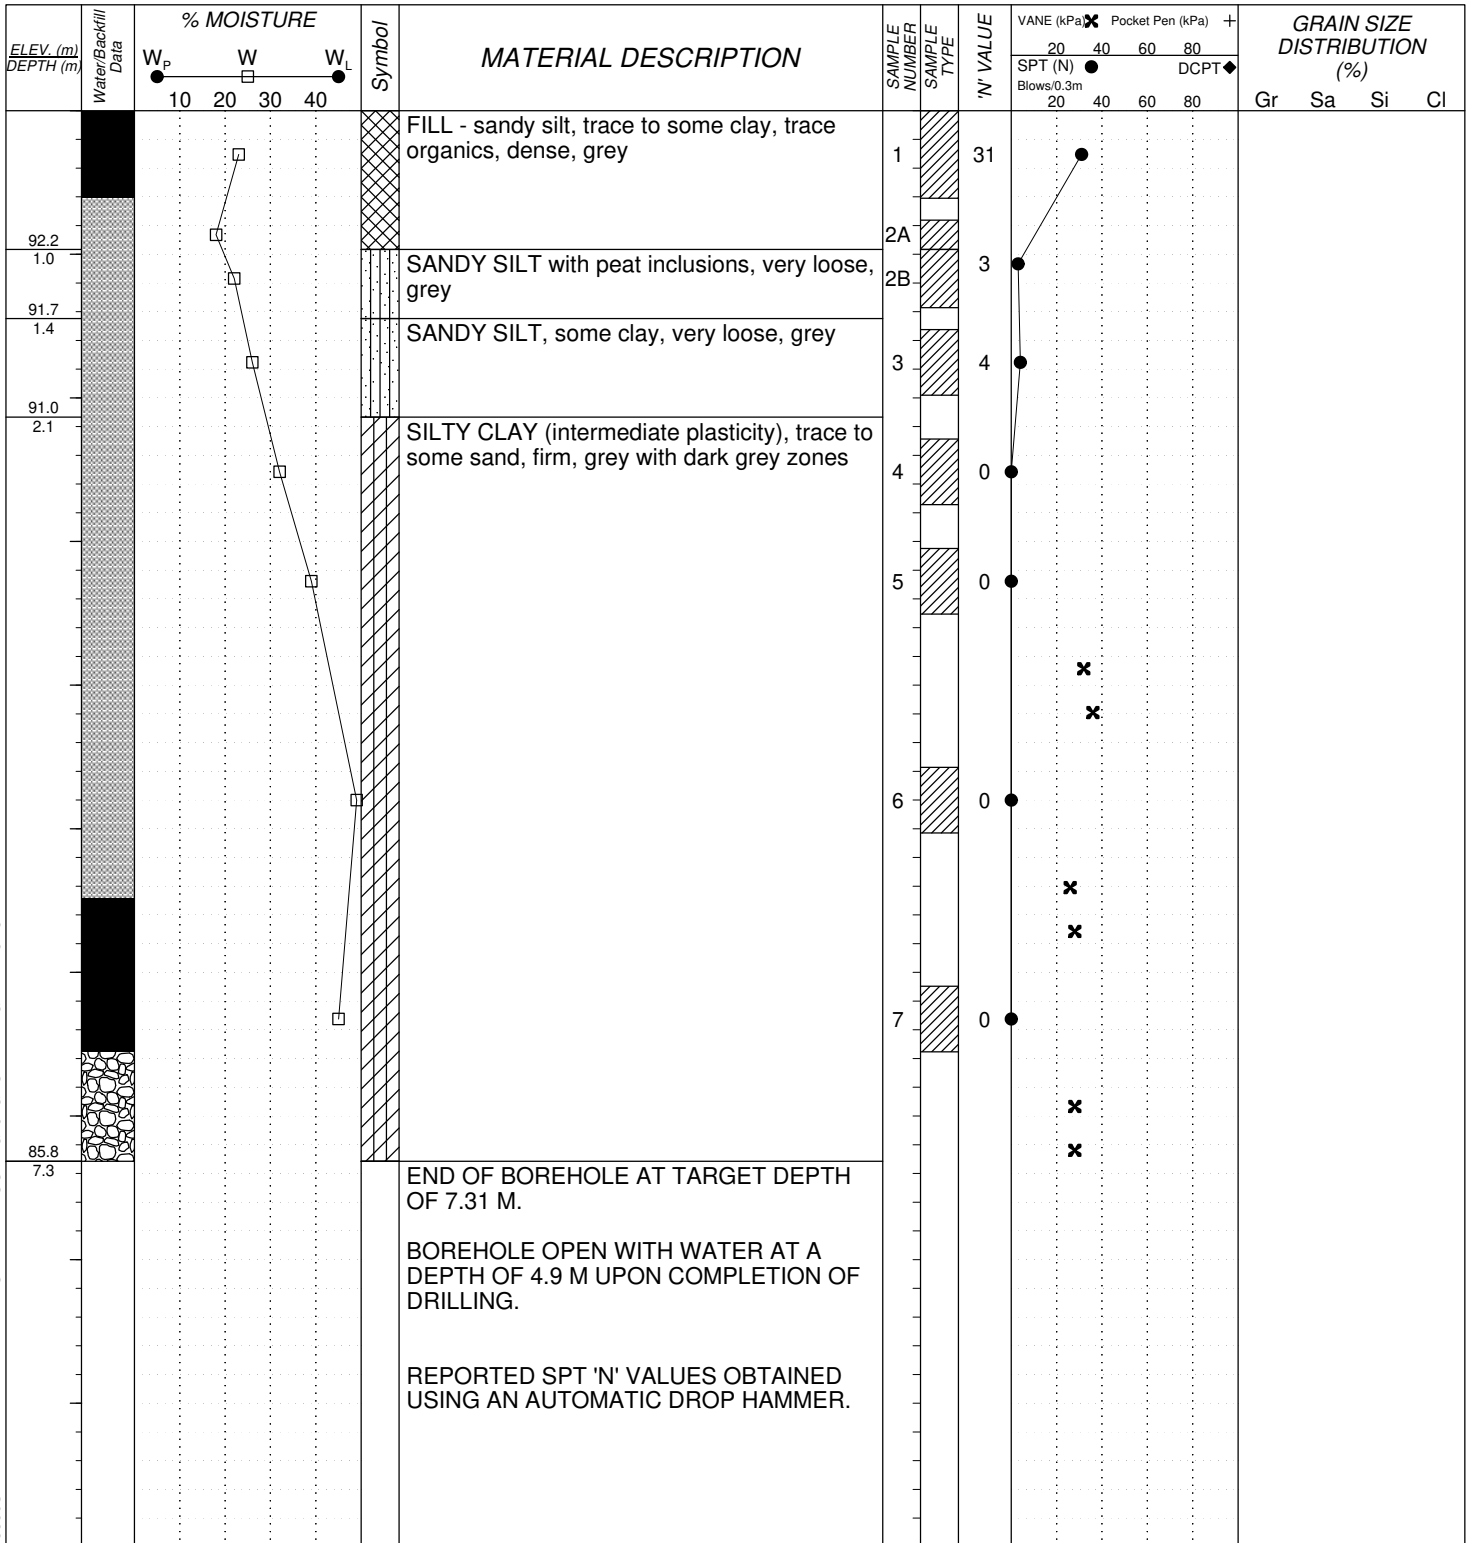 ELEV. (m)
DEPTH (m)
Water/Backfill
Data
% MOISTURE
WP W WL
10 20 30 40
Symbol
MATERIAL DESCRIPTION
SAMPLE
NUMBER
SAMPLE
TYPE
'N' VALUE
VANE (kPa) Pocket Pen (kPa)
20 40 60 80
SPT (N) DCPT
Blows/0.3m
20 40 60 80
GRAIN SIZE
DISTRIBUTION
(%)
Gr Sa Si Cl
FILL - sandy silt, trace to some clay, trace
organics, dense, grey
1 31
92.2
1.0
2A
SANDY SILT with peat inclusions, very loose,
grey
2B
3
91.7
1.4
SANDY SILT, some clay, very loose, grey
3 4
91.0
2.1
SILTY CLAY (intermediate plasticity), trace to
some sand, firm, grey with dark grey zones
4 0
5 0
6 0
7 0
85.8
7.3
END OF BOREHOLE AT TARGET DEPTH
OF 7.31 M.
BOREHOLE OPEN WITH WATER AT A
DEPTH OF 4.9 M UPON COMPLETION OF
DRILLING.
REPORTED SPT 'N' VALUES OBTAINED
USING AN AUTOMATIC DROP HAMMER.